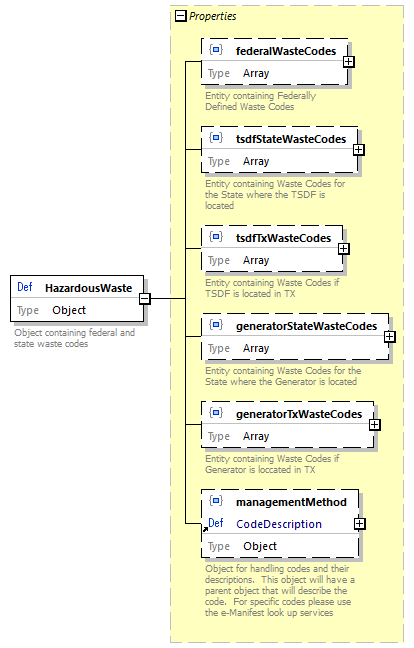 Properties
federalWasteCodes
Type Array
Entity containing Federally
Defined Waste Codes
tsdfStateWasteCodes
Type Array
Entity containing Waste Codes for
the State where the TSDF is
located
tsdfTxWasteCodes
Type Array
Entity containing Waste Codes if
TSDF is located in TX
Def HazardousWaste
Type Object
Object containing federal and
state waste codes
generatorStateWasteCodes
Type Array
Entity containing Waste Codes for the
State where the Generator is located
generatorTxWasteCodes
Type Array
Entity containing Waste Codes if
Generator is loccated in TX
managementMethod
Def CodeDescription
Type Object
Object for handling codes and their
descriptions. This object will have a
parent object that will describe the
code. For specific codes please use
the e-Manifest look up services